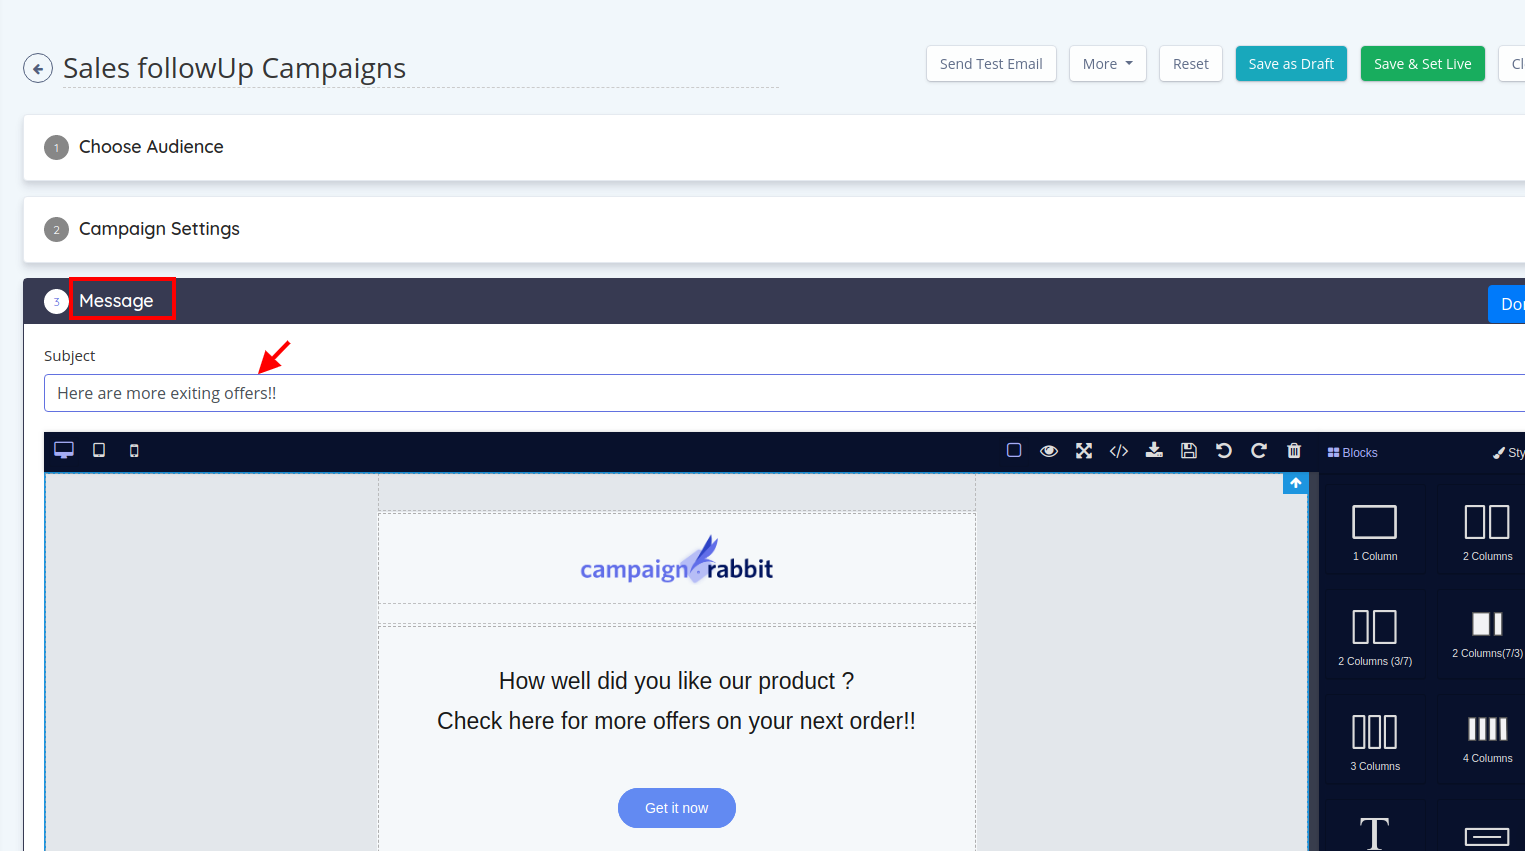 Sales followUp Campaigns
Send Test Email
More
Reset
Save as Draft
Save & Set Live
1 Choose Audience
2 Campaign Settings
3 Message
Subject
Here are more exiting offers!!
Blocks
campaign rabbit
1 Column
2 Columns
2 Columns (3/7)
2 Columns(7/3)
How well did you like our product ?
Check here for more offers on your next order!!
3 Columns
4 Columns
Get it now